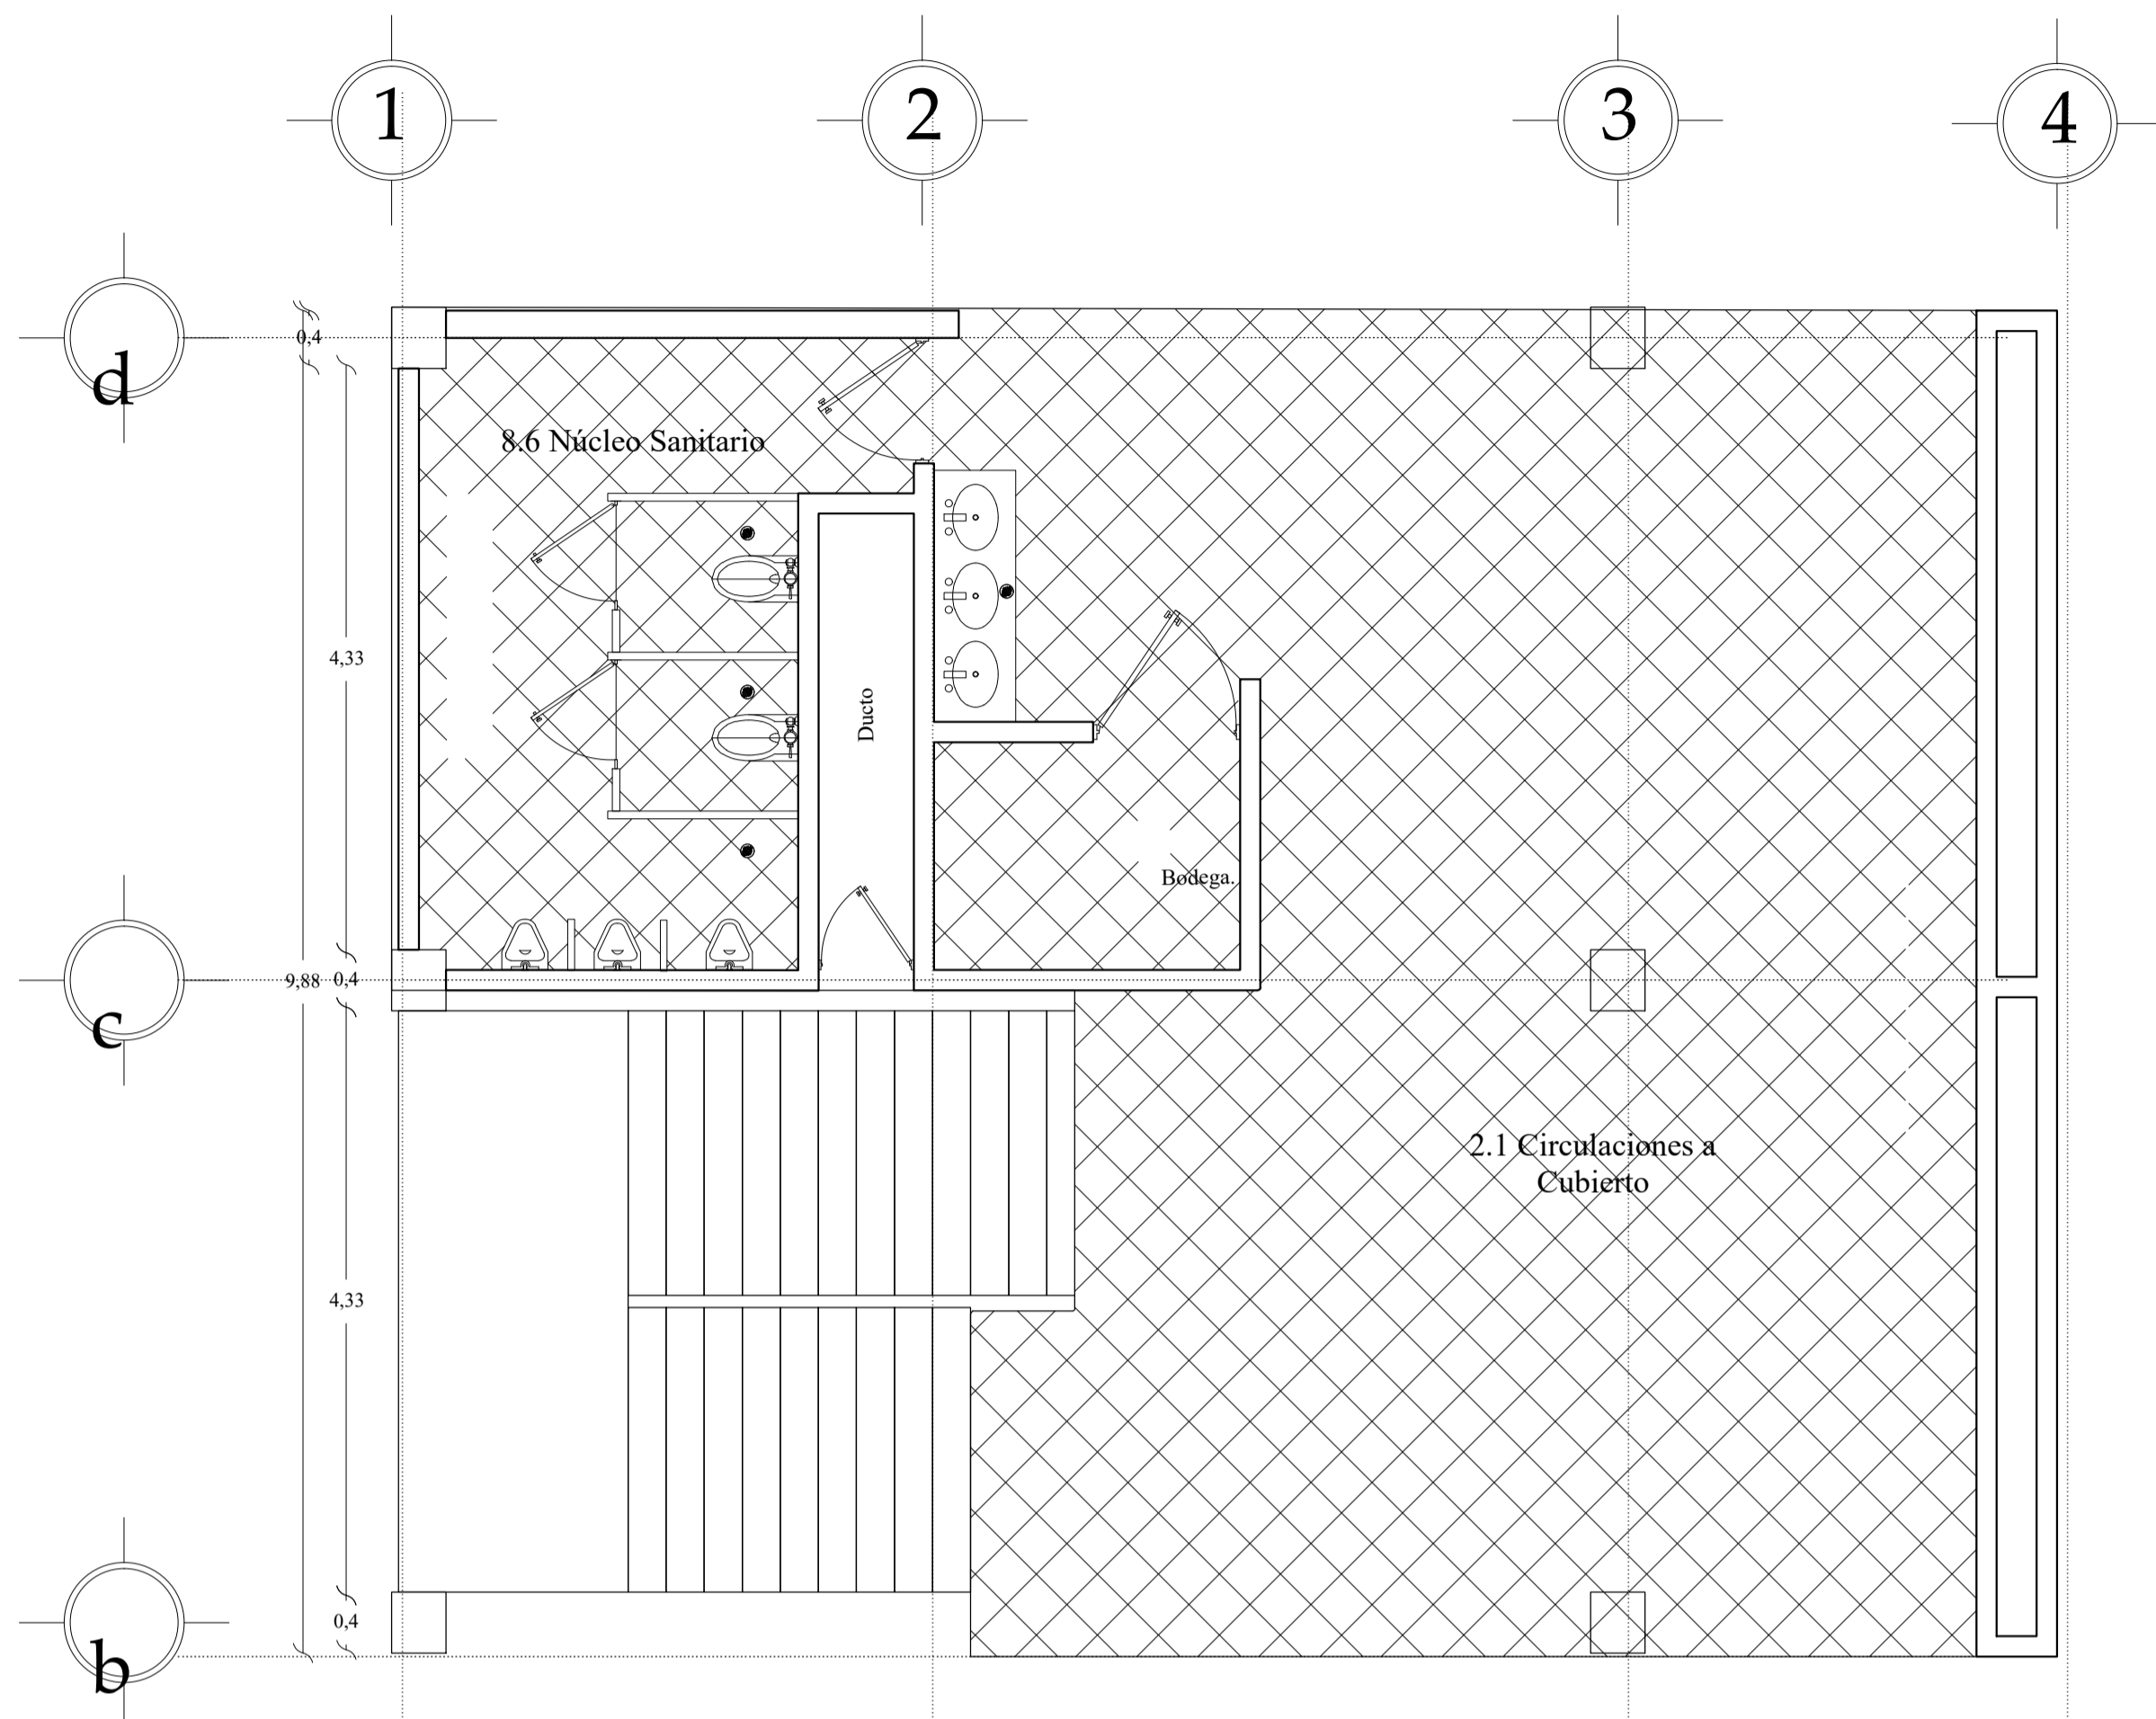 1
2
3
4
d
0,4
8.6 Núcleo Sanitario
4,33
Ducto
Bodega.
c
9,88
0,4
2.1 Circulaciones a
Cubierto
4,33
b
0,4